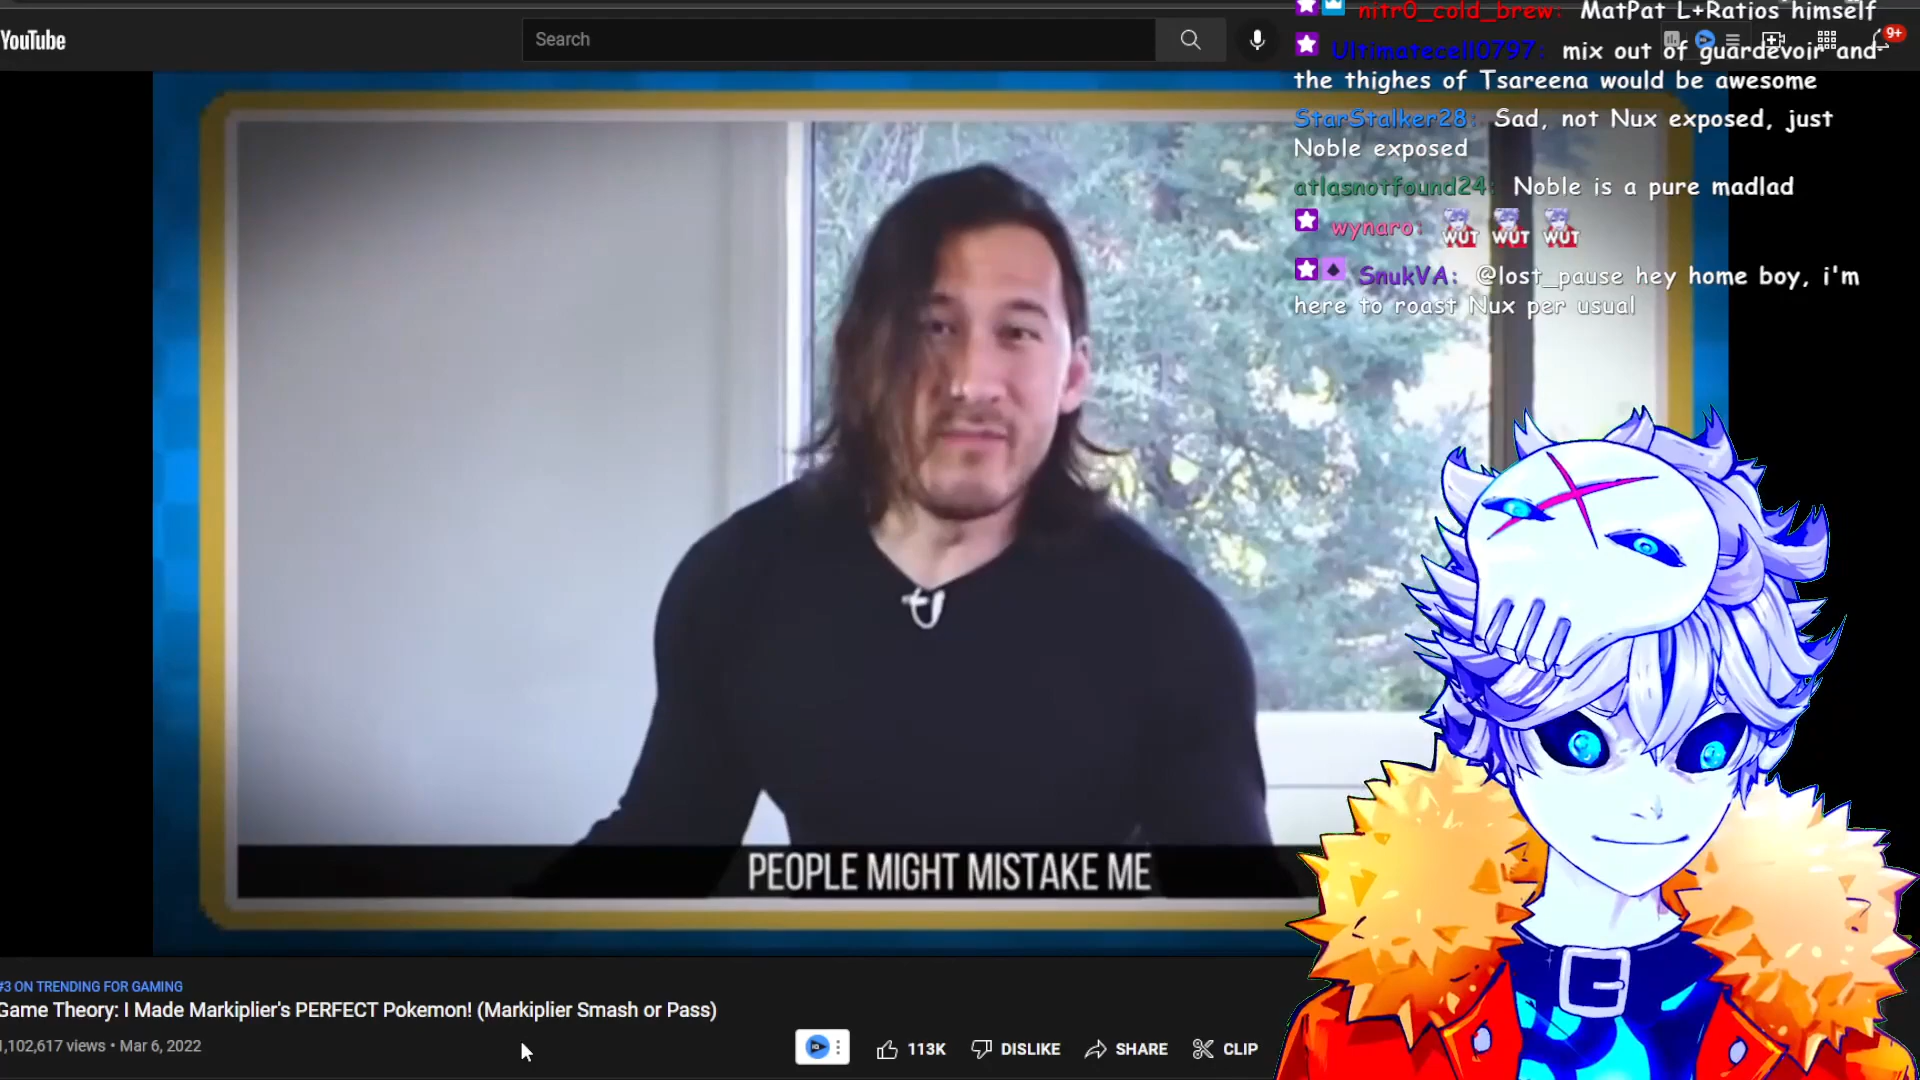 YouTube
Search
9+
nitr0_cold_brew: MatPat L+Ratios himself
Ultimatecell0797: mix out of guardevoir and
the thighes of Tsareena would be awesome
StarStalker28: Sad, not Nux exposed, just
Noble exposed
atlasnotfound24: Noble is a pure madlad
wynaro: WUT WUT WUT
SnukVA: @lost_pause hey home boy, i'm
here to roast Nux per usual
PEOPLE MIGHT MISTAKE ME
#3 ON TRENDING FOR GAMING
Game Theory: I Made Markiplier's PERFECT Pokemon! (Markiplier Smash or Pass)
1,102,617 views • Mar 6, 2022
113K
DISLIKE
SHARE
CLIP